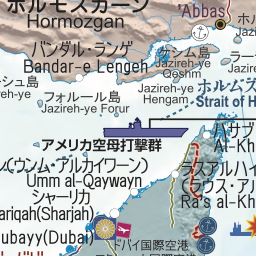 ホルモズガーン
Hormozgan
'Abbas
バンダル・ランゲ
Bandar-e Lengeh
ケシム島
Jazireh-ye
Qeshm
シュ島
Jazireh-ye
フォルール島
Jazireh-ye Forur
Jazireh-ye
Hengam
ホルムズ
Strait of H
アメリカ空母打撃群
ハサブ
Al-Kh
(ウンム・アルカイワーン)
Umm al-Qaywayn
ラスアルハイ
(ラウス・ア
Ra's al-Kh
シャーリカ
ariqah(Sharjah)
ubayy(Dubai)
ドバイ国際空港